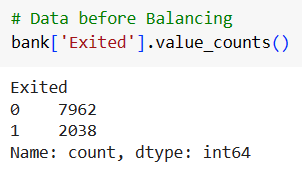 # Data before Balancing
bank['Exited'].value_counts()
Exited
0    7962
1    2038
Name: count, dtype: int64